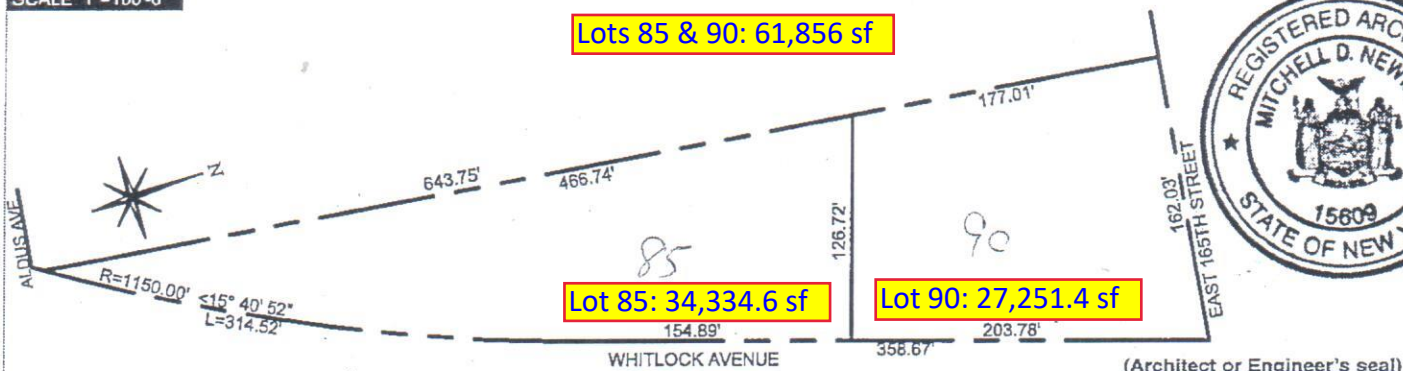 Lots 85 & 90: 61,856 sf
177.01'
643.75'
466.74'
N
ALDUS AVE
R=1150.00' <15° 40' 52"
L=314.52'
85
126.72'
90
162.03'
EAST 165TH STREET
Lot 85: 34,334.6 sf
Lot 90: 27,251.4 sf
154.89'
203.78'
358.67'
WHITLOCK AVENUE
REGISTERED
MITCHELL D.
15609
STATE OF NEW
(Architect or Engineer's seal)